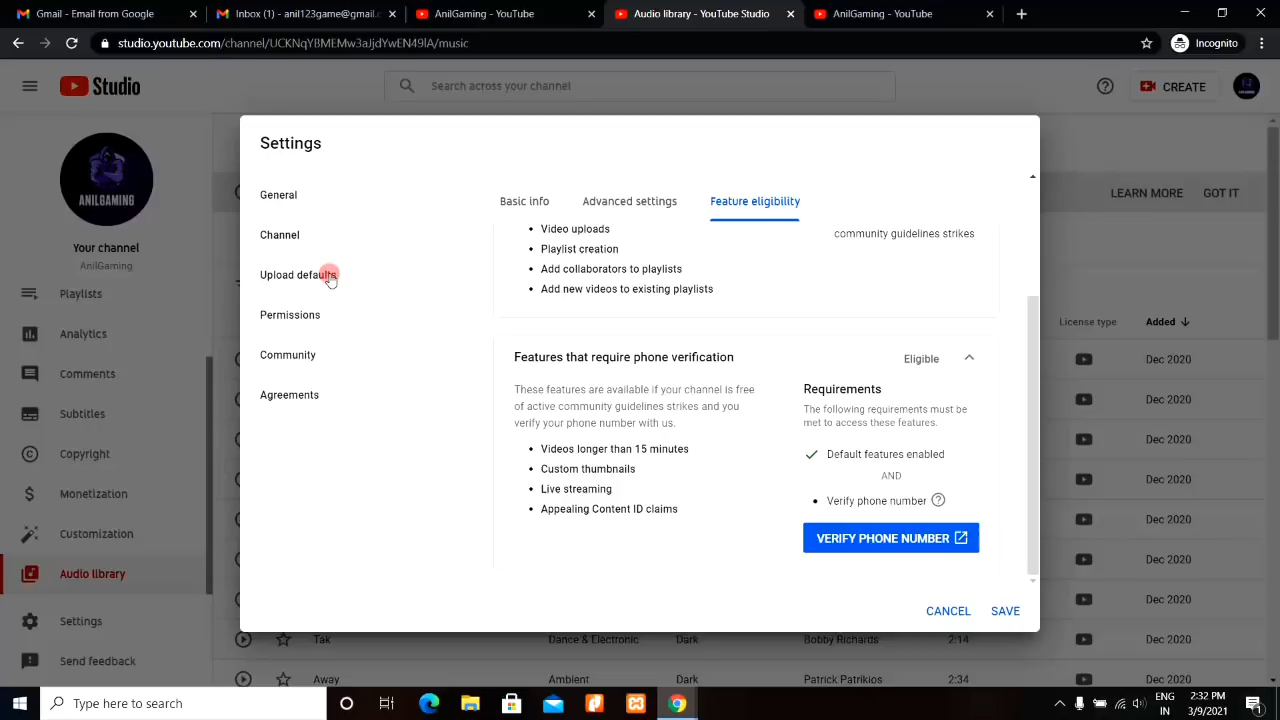 Gmail
Inbox (1) - anil123game@gmail.c
AnilGaming - YouTube
Audio library - YouTube Studio
AnilGaming - YouTube
studio.youtube.com/channel/UCKNqYBMEMw3aJjdYwEN49lA/music
Incognito
Studio
Search across your channel
CREATE
Settings
General
Channel
Upload defaults
Permissions
Community
Agreements
Basic info
Advanced settings
Feature eligibility
Video uploads
Playlist creation
Add collaborators to playlists
Add new videos to existing playlists
community guidelines strikes
Features that require phone verification
Eligible
These features are available if your channel is free
of active community guidelines strikes and you
verify your phone number with us.
Videos longer than 15 minutes
Custom thumbnails
Live streaming
Appealing Content ID claims
Requirements
The following requirements must be
met to access these features.
Default features enabled
AND
Verify phone number
VERIFY PHONE NUMBER
CANCEL
SAVE
ANILGAMING
Your channel
AnilGaming
Playlists
Analytics
Comments
Subtitles
Copyright
Monetization
Customization
Audio library
Settings
Send feedback
LEARN MORE
GOT IT
License type
Added
Dec 2020
Dec 2020
Dec 2020
Dec 2020
Dec 2020
Dec 2020
Dec 2020
Tak
Dance & Electronic
Dark
Bobby Richards
2:14
Dec 2020
Away
Ambient
Dark
Patrick Patrikios
2:34
Dec 2020
Type here to search
ENG
IN
2:32 PM
3/9/2021